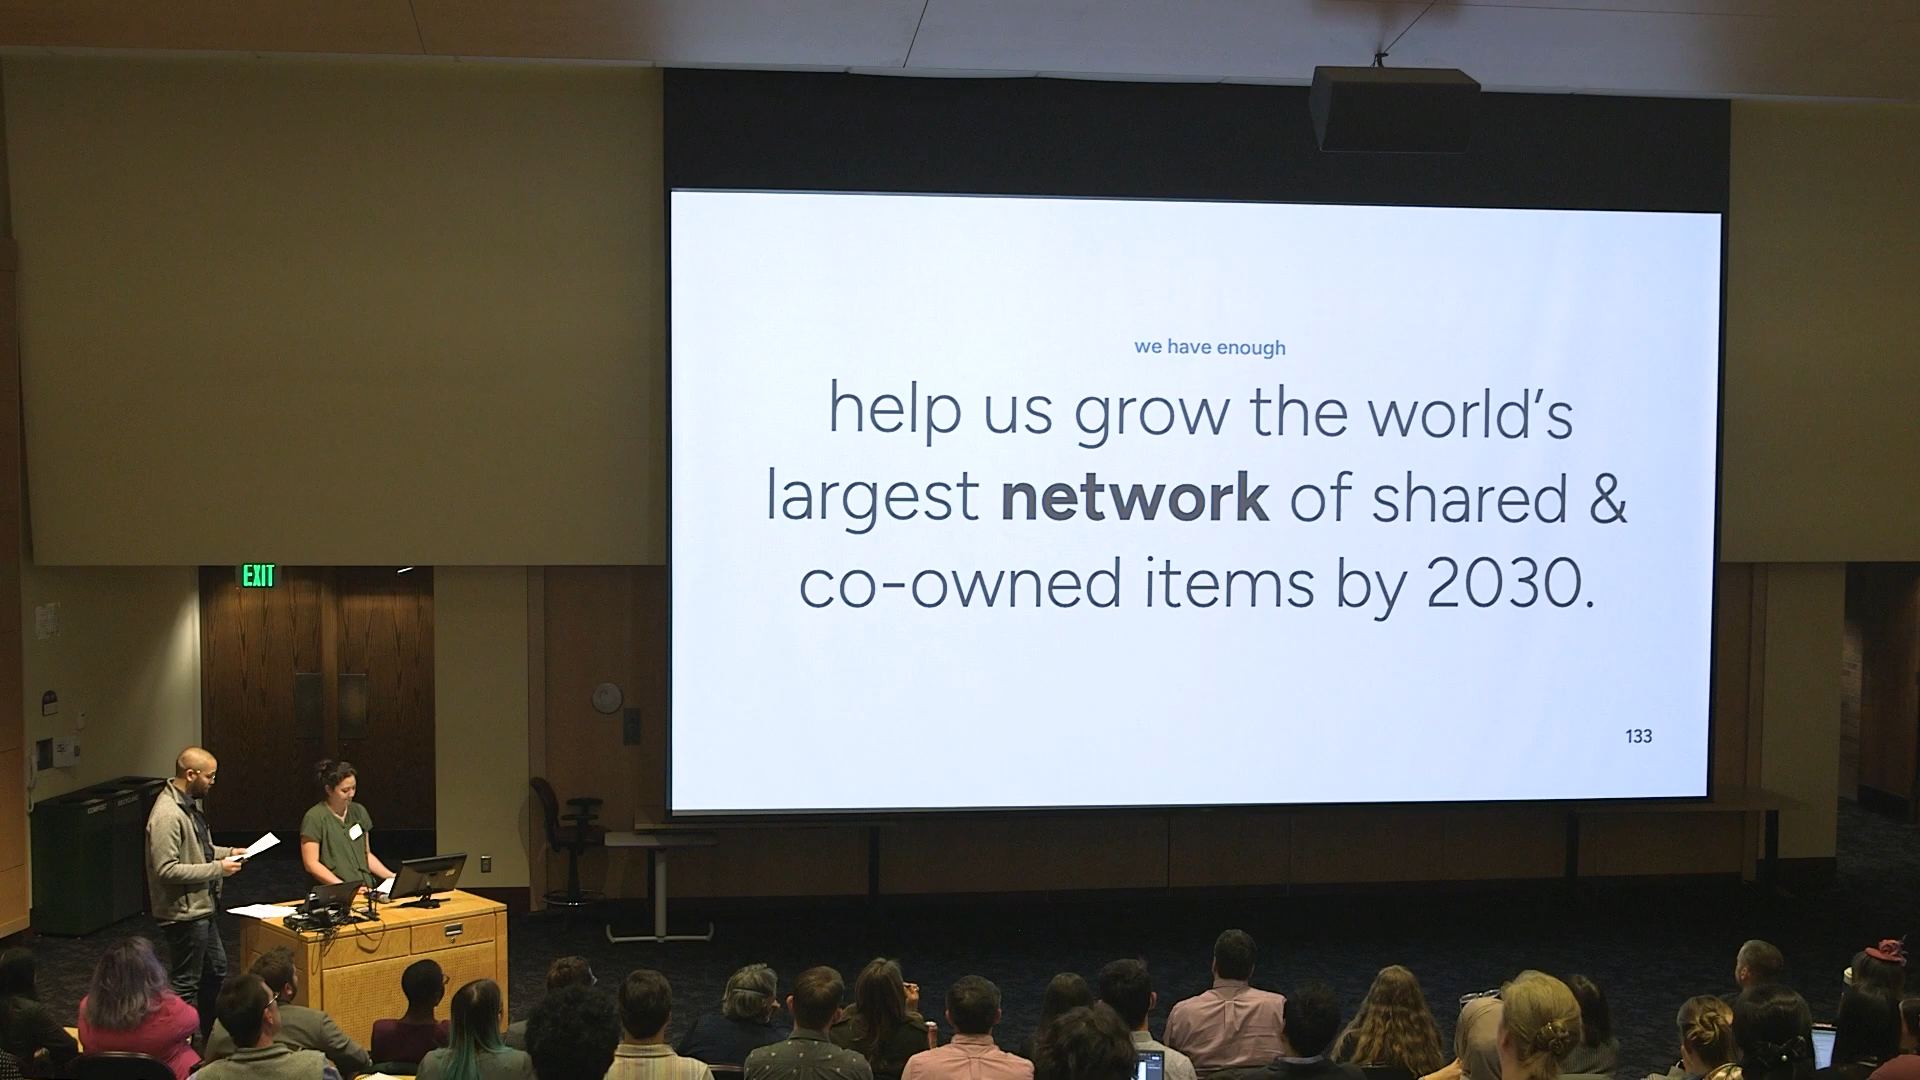 we have enough
help us grow the world's
largest network of shared &
co-owned items by 2030.
133
EXIT
COMPOST